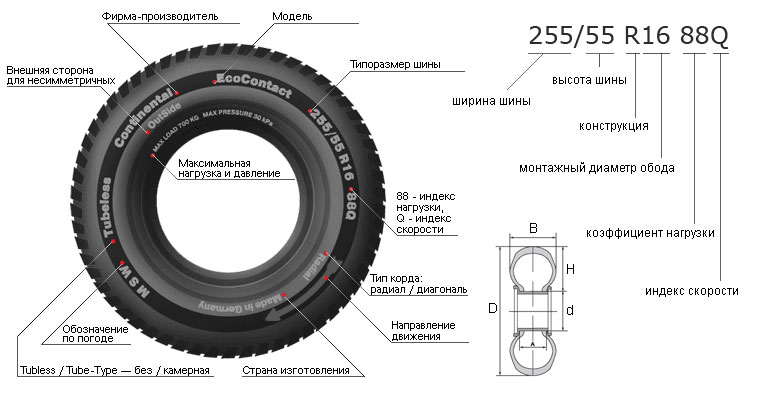 Фирма-производитель
Модель
Внешняя сторона
для несимметричных
Типоразмер шины
Continental
EcoContact
OutSide
MAX LOAD 700 KG MAX PRESSURE 30 kPa
255/55 R16 88Q
Максимальная
нагрузка и давление
88 - индекс
нагрузки,
Q - индекс
скорости
Tubeless
M S W
Radial
Made in Germany
Тип корда:
радиал / диагональ
Направление
движения
Обозначение
по погоде
Tubless / Tube-Type — без / камерная
Страна изготовления
255/55 R16 88Q
высота шины
ширина шины
конструкция
монтажный диаметр обода
коэффициент нагрузки
индекс скорости
B
H
D
d
A